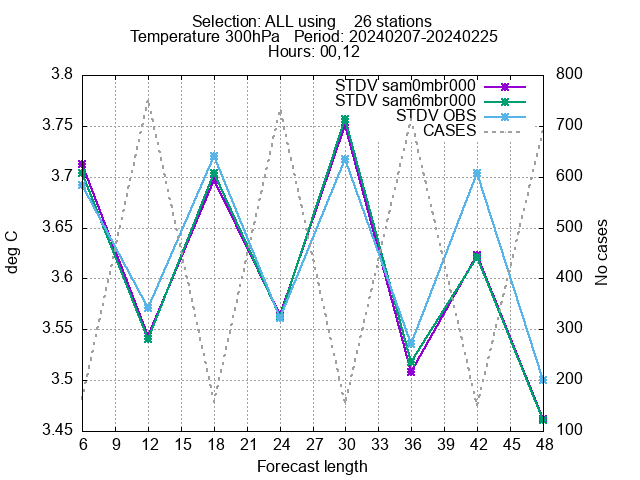 Selection: ALL using    26 stations
Temperature 300hPa   Period: 20240207-20240225
Hours: 00,12
3.8 800
STDV sam0mbr000
STDV sam6mbr000
STDV OBS
CASES
3.75 700
3.7 600
3.65 500
3.6 400
3.55 300
3.5 200
3.45 100
deg C
No cases
6 9 12 15 18 21 24 27 30 33 36 39 42 45 48
Forecast length